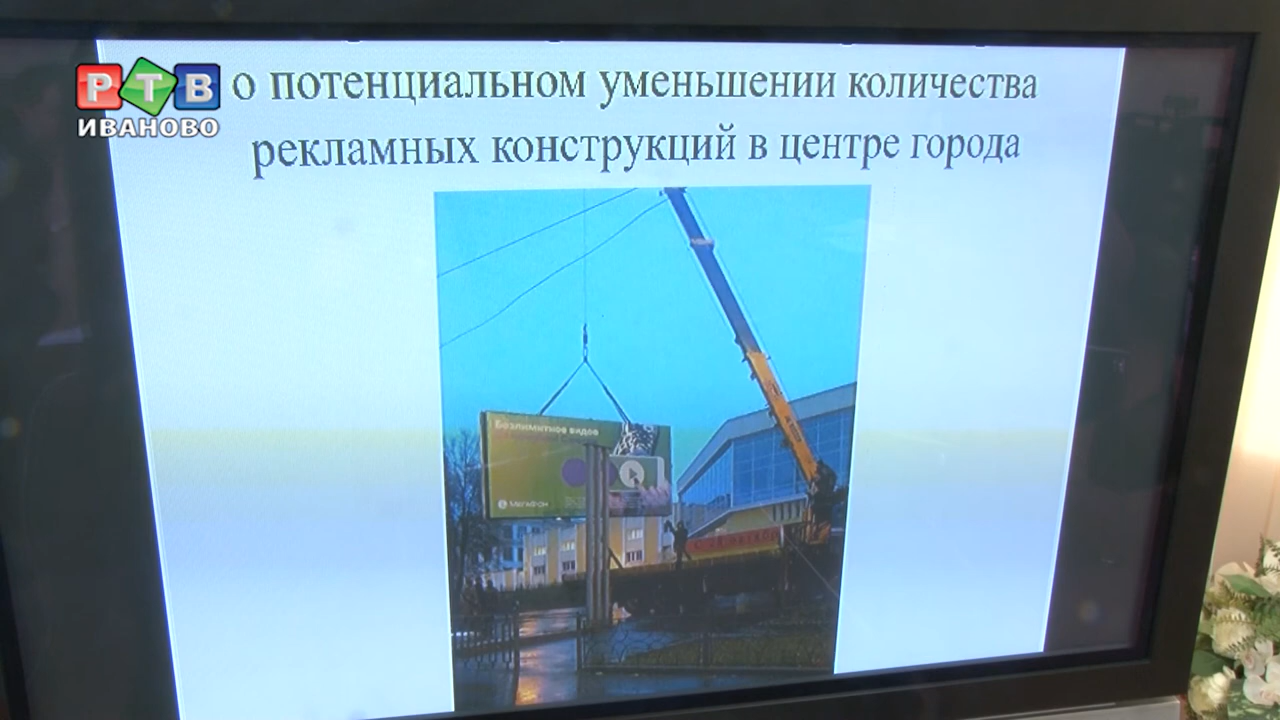 РТВ
ИВАНОВО
о потенциальном уменьшении количества
рекламных конструкций в центре города
Безлимитное видео
МегаФон